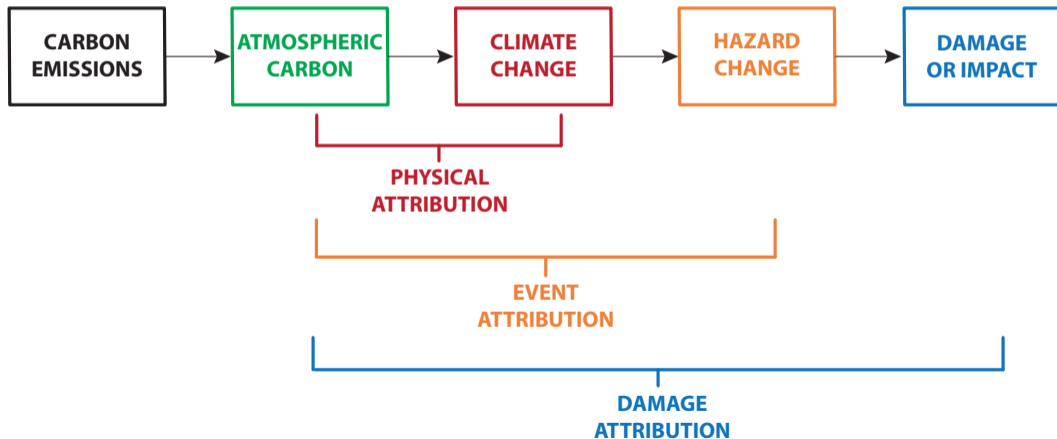 CARBON
EMISSIONS
ATMOSPHERIC
CARBON
CLIMATE
CHANGE
HAZARD
CHANGE
DAMAGE
OR IMPACT
PHYSICAL
ATTRIBUTION
EVENT
ATTRIBUTION
DAMAGE
ATTRIBUTION